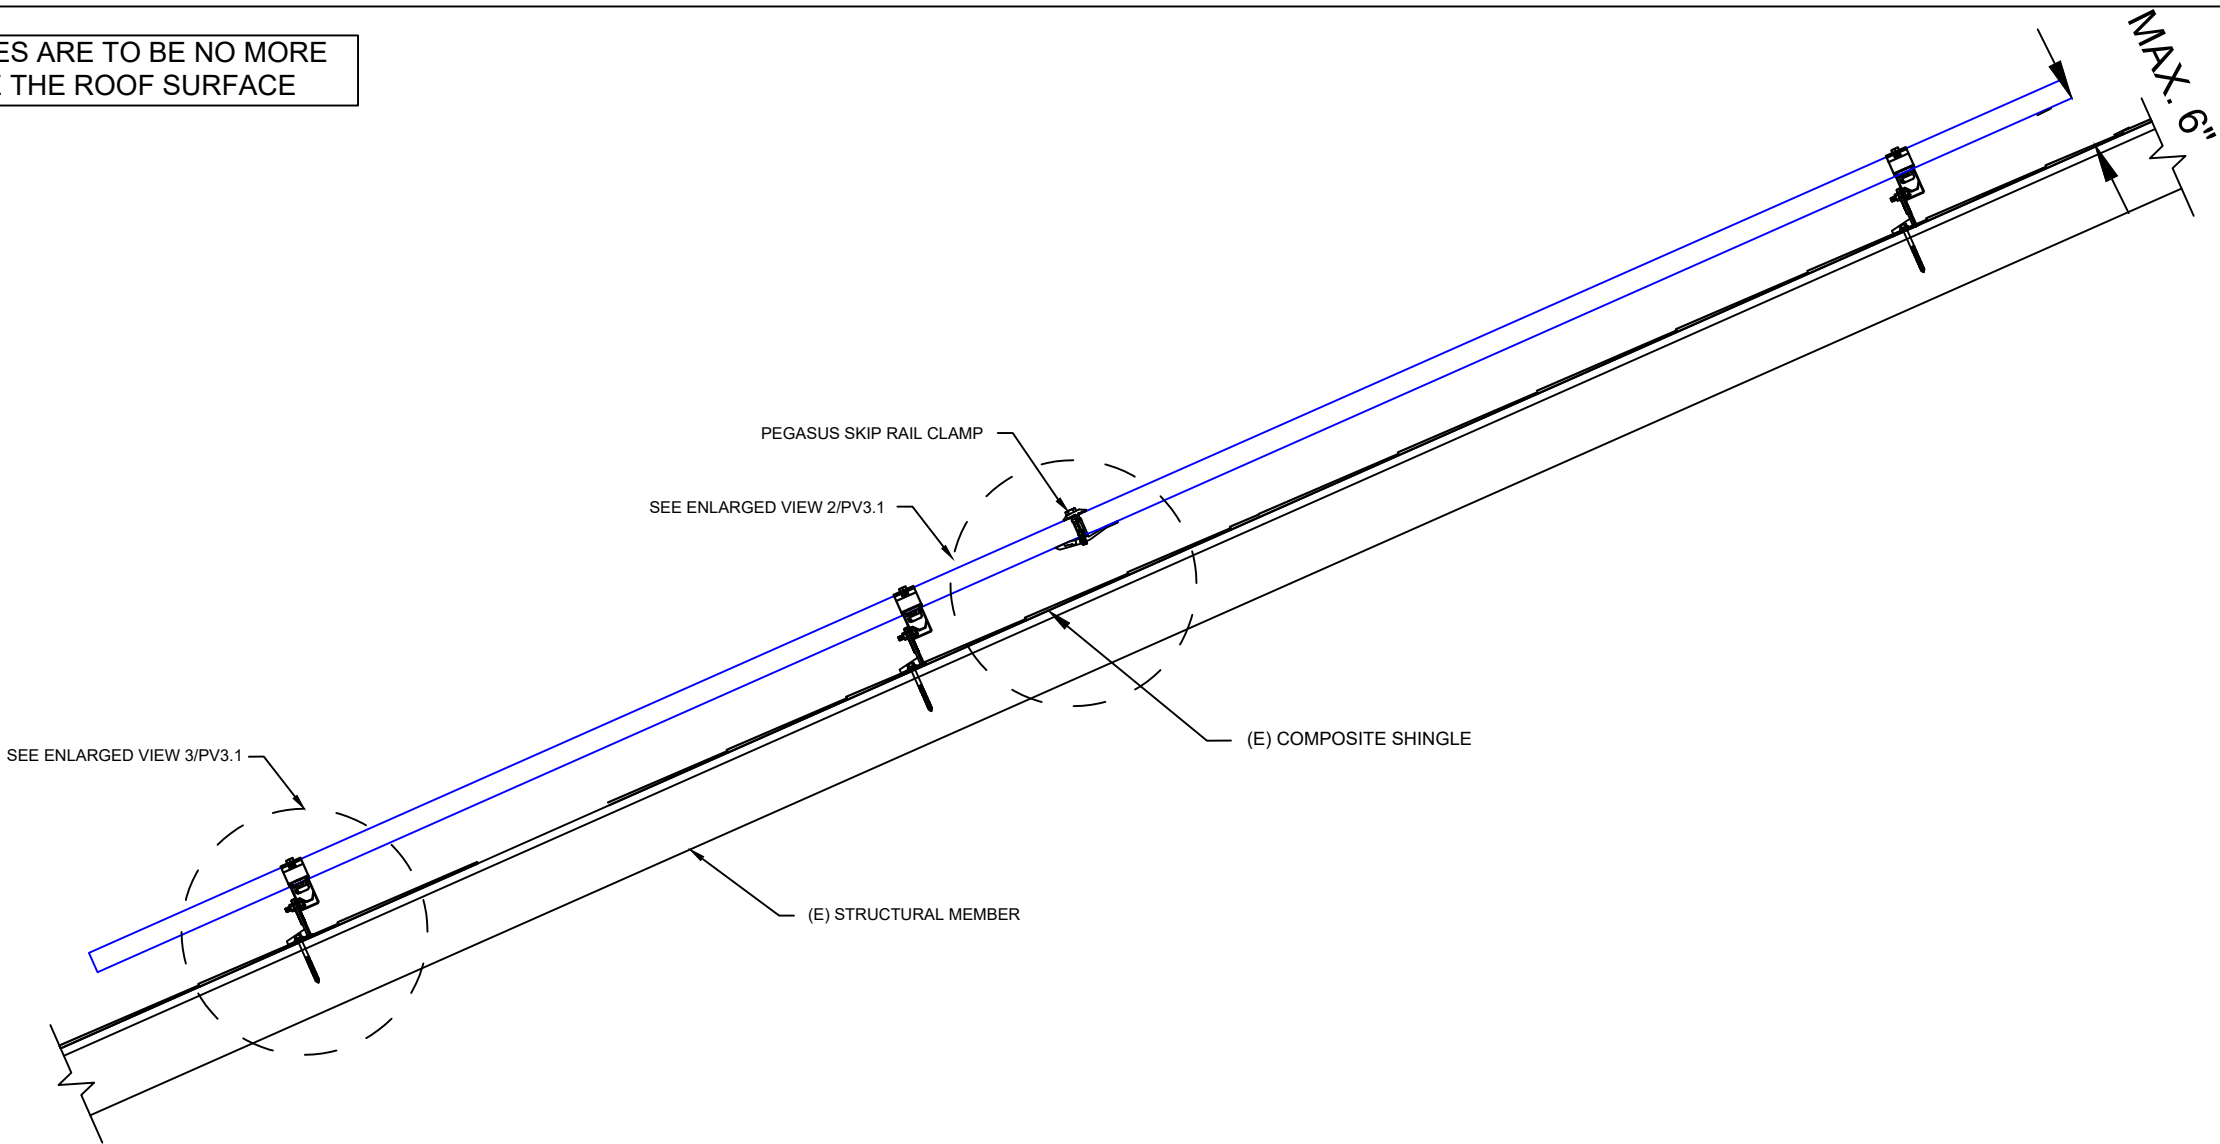 ES ARE TO BE NO MORE
THE ROOF SURFACE
MAX. 6"
PEGASUS SKIP RAIL CLAMP
SEE ENLARGED VIEW 2/PV3.1
(E) COMPOSITE SHINGLE
SEE ENLARGED VIEW 3/PV3.1
(E) STRUCTURAL MEMBER